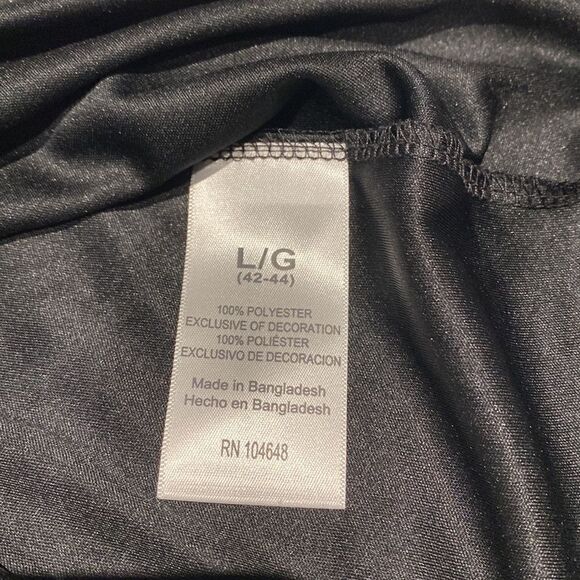 L/G
(42-44)
100% POLYESTER
EXCLUSIVE OF DECORATION
100% POLIÉSTER
EXCLUSIVO DE DECORACION
Made in Bangladesh
Hecho en Bangladesh
RN 104648